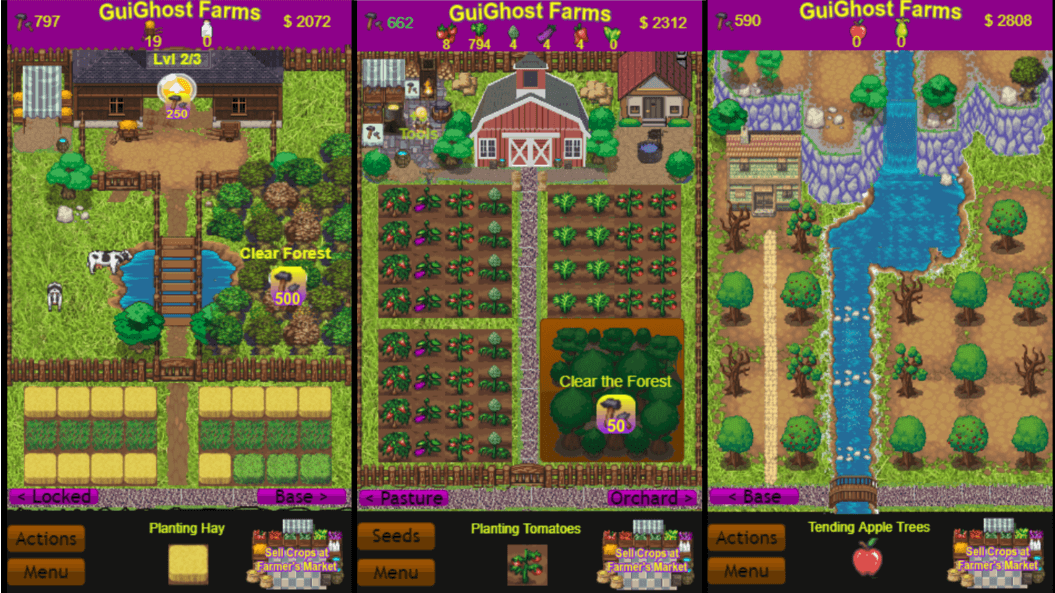 797
GuiGhost Farms
$ 2072
19
0
Lvl 2/3
250
Clear Forest
500
< Locked
Base >
Actions
Menu
Planting Hay
Sell Crops at
Farmer's Market
662
GuiGhost Farms
$ 2312
8
794
4
4
4
0
Tools
Clear the Forest
50
< Pasture
Orchard >
Seeds
Menu
Planting Tomatoes
Sell Crops at
Farmer's Market
590
GuiGhost Farms
$ 2808
0
0
< Base
Actions
Menu
Tending Apple Trees
Sell Crops at
Farmer's Market